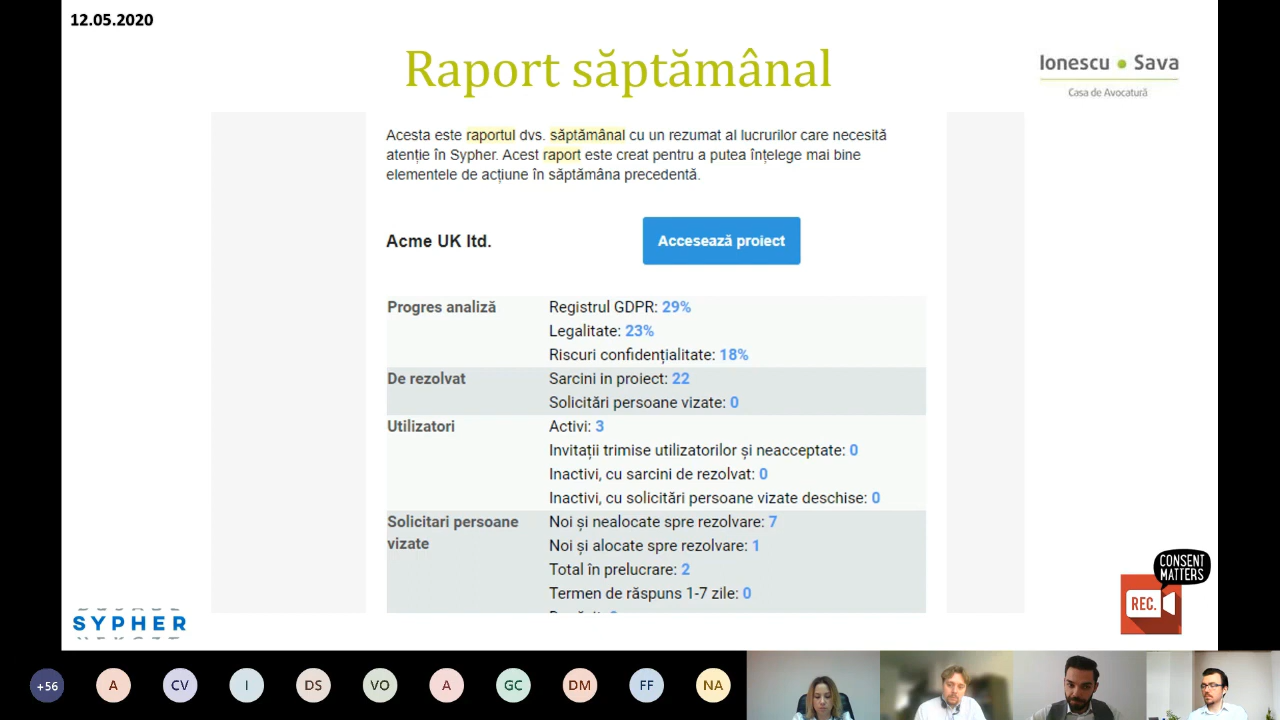 12.05.2020
Raport săptămânal
Ionescu • Sava
Casa de Avocatură
Acesta este raportul dvs. săptămânal cu un rezumat al lucrurilor care necesită
atenție în Sypher. Acest raport este creat pentru a putea înțelege mai bine
elementele de acțiune în săptămâna precedentă.
Acme UK ltd.
Accesează proiect
Progres analiză
Registrul GDPR: 29%
Legalitate: 23%
Riscuri confidențialitate: 18%
De rezolvat
Sarcini in proiect: 22
Solicitări persoane vizate: 0
Utilizatori
Activi: 3
Invitații trimise utilizatorilor și neacceptate: 0
Inactivi, cu sarcini de rezolvat: 0
Inactivi, cu solicitări persoane vizate deschise: 0
Solicitari persoane
vizate
Noi și nealocate spre rezolvare: 7
Noi și alocate spre rezolvare: 1
Total în prelucrare: 2
Termen de răspuns 1-7 zile: 0
SYPHER
CONSENT
MATTERS
REC.
+56
A
CV
I
DS
VO
A
GC
DM
FF
NA